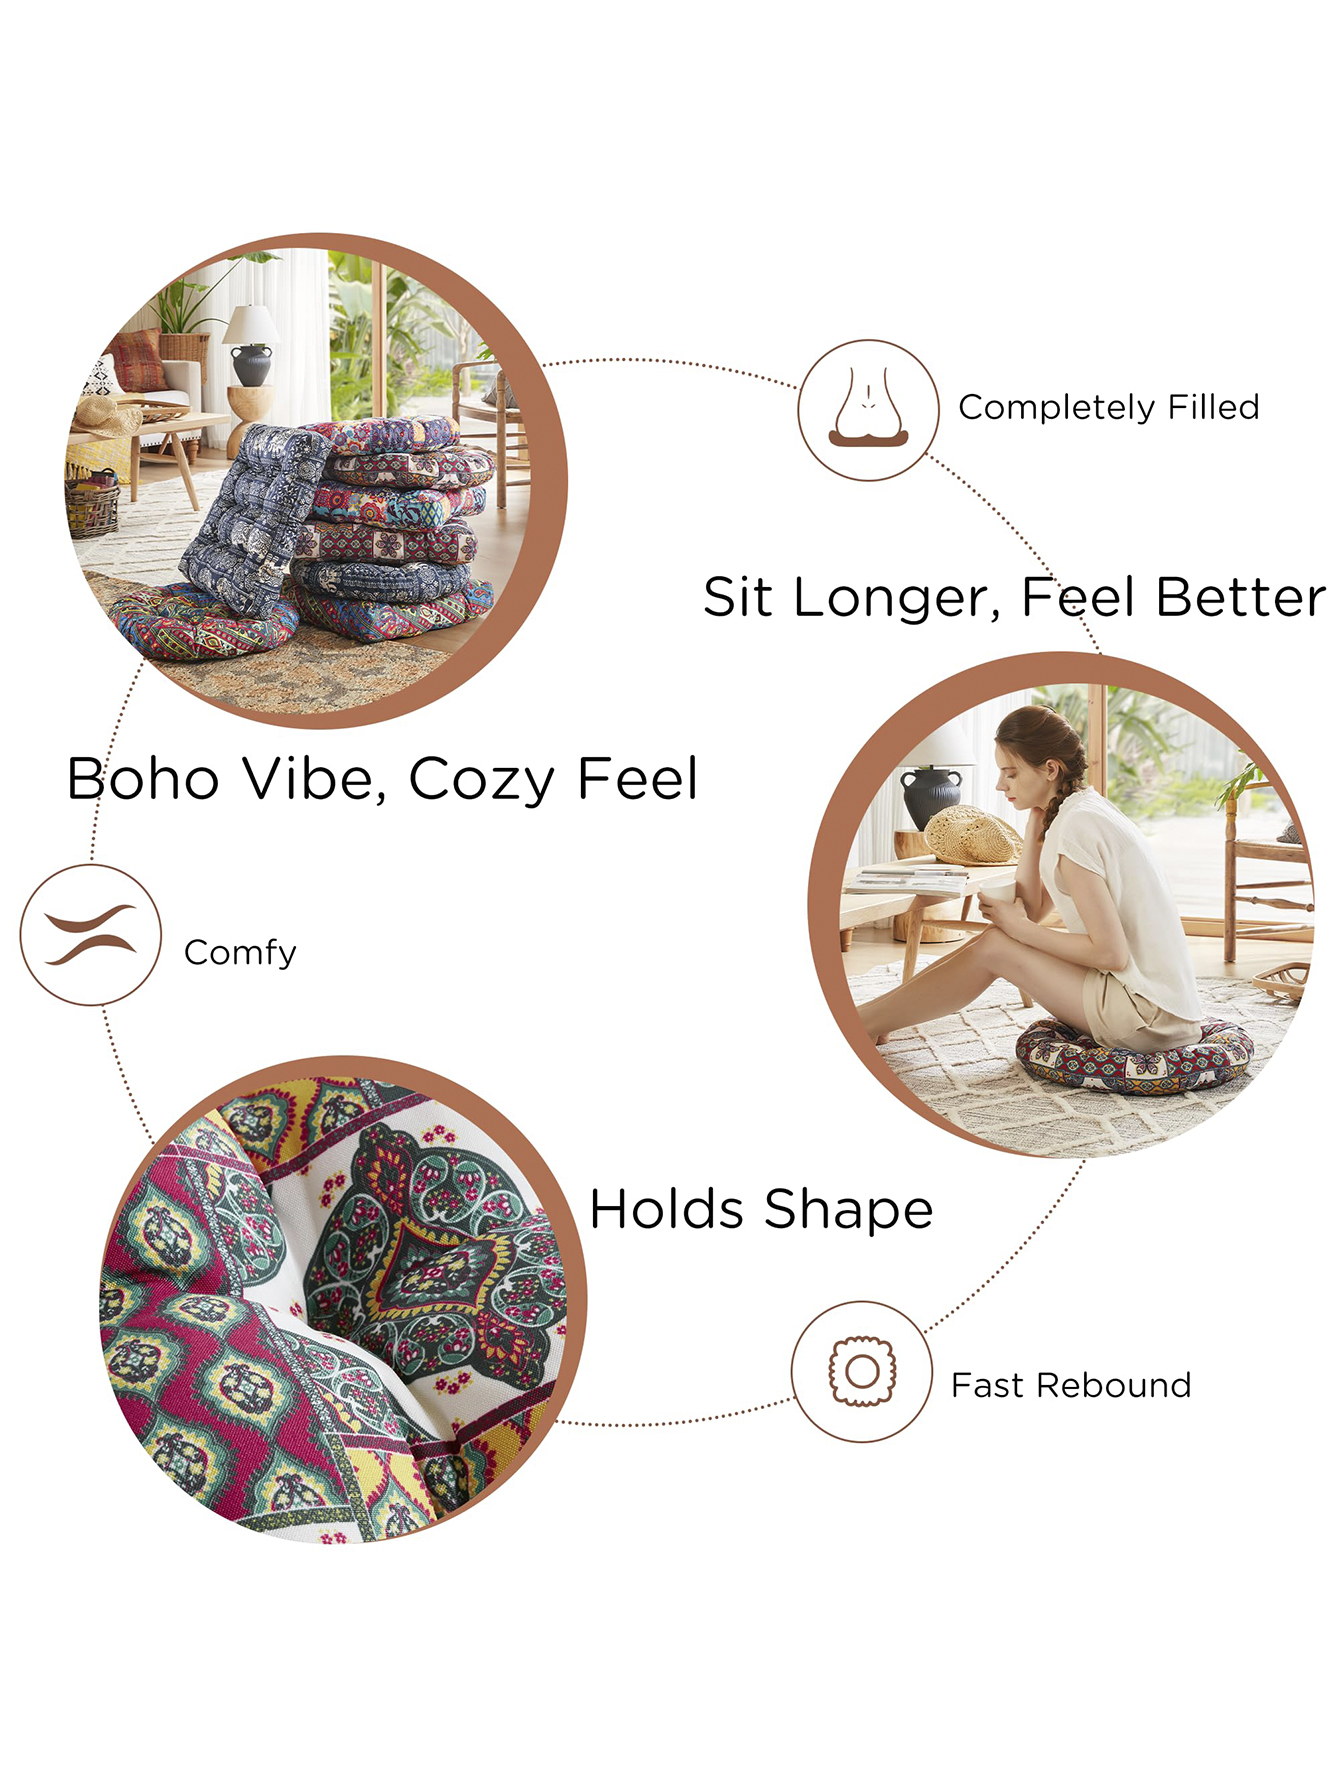 Completely Filled
Sit Longer, Feel Better
Boho Vibe, Cozy Feel
Comfy
Holds Shape
Fast Rebound